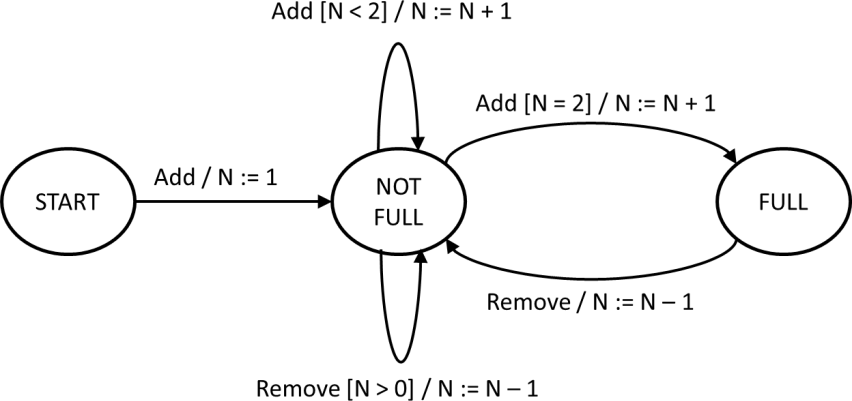 Add [N < 2] / N := N + 1
Add [N = 2] / N := N + 1
Add / N := 1
START
NOT
FULL
FULL
Remove / N := N – 1
Remove [N > 0] / N := N – 1